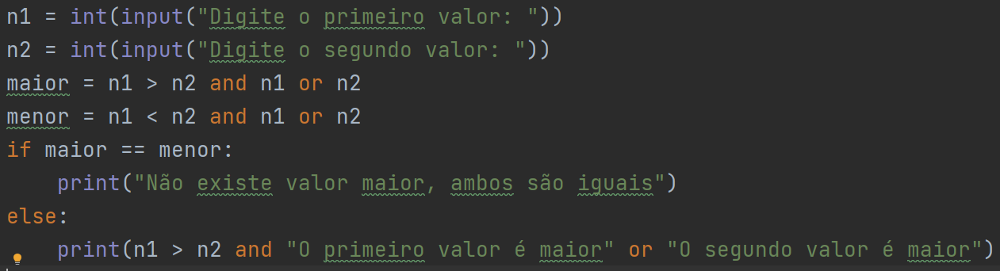 n1 = int(input("Digite o primeiro valor: "))
n2 = int(input("Digite o segundo valor: "))
maior = n1 > n2 and n1 or n2
menor = n1 < n2 and n1 or n2
if maior == menor:
    print("Não existe valor maior, ambos são iguais")
else:
    print(n1 > n2 and "O primeiro valor é maior" or "O segundo valor é maior")